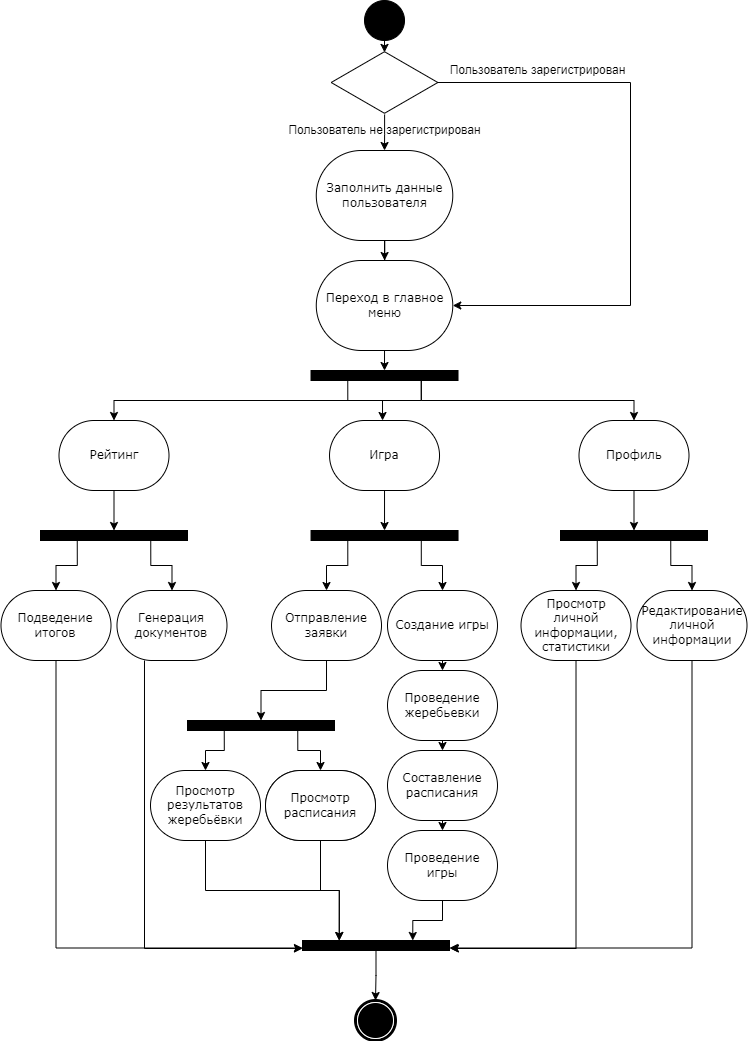 Пользователь зарегистрирован
Пользователь не зарегистрирован
Заполнить данные
пользователя
Переход в главное
меню
Рейтинг
Игра
Профиль
Подведение
итогов
Генерация
документов
Отправление
заявки
Создание игры
Просмотр
личной
информации,
статистики
Редактирование
личной
информации
Проведение
жеребьевки
Просмотр
результатов
жеребьёвки
Просмотр
расписания
Составление
расписания
Проведение
игры